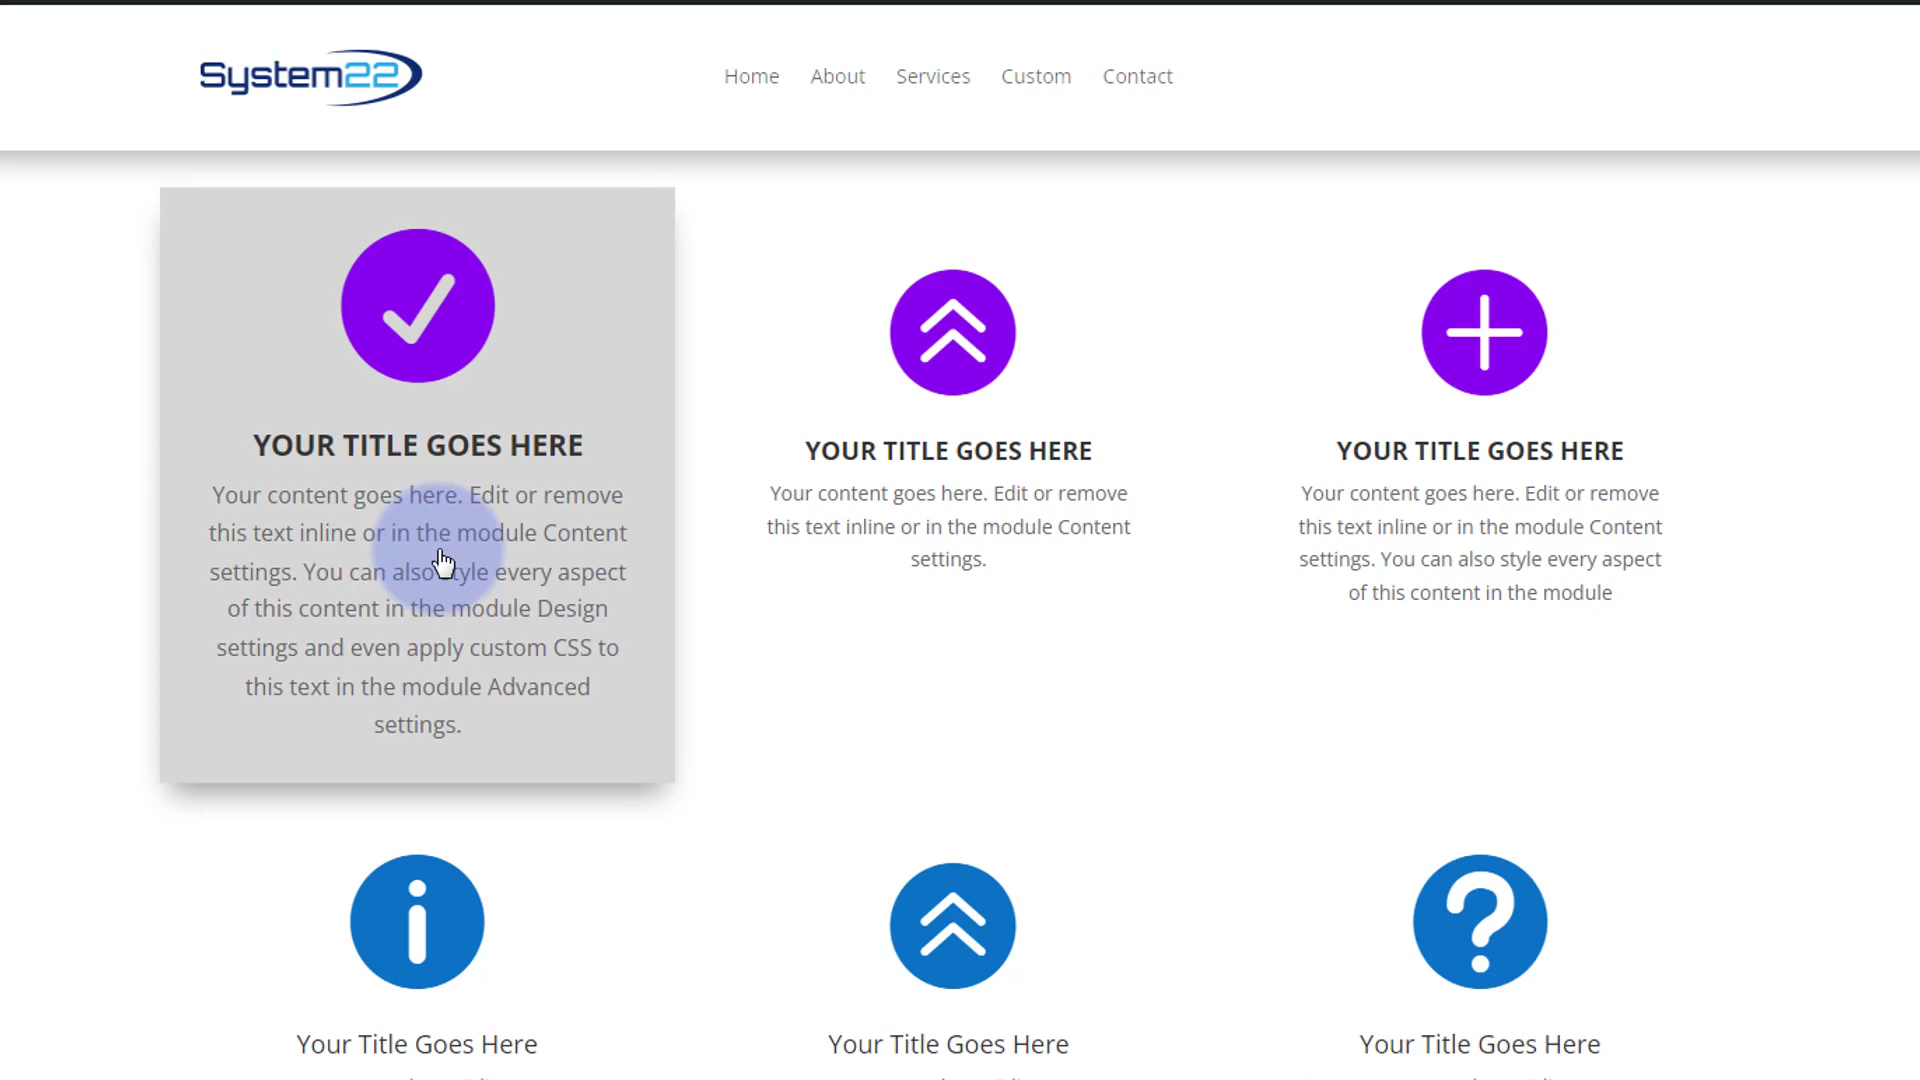 System22
Home About Services Custom Contact
YOUR TITLE GOES HERE
Your content goes here. Edit or remove
this text inline or in the module Content
settings. You can also style every aspect
of this content in the module Design
settings and even apply custom CSS to
this text in the module Advanced
settings.
YOUR TITLE GOES HERE
Your content goes here. Edit or remove
this text inline or in the module Content
settings.
YOUR TITLE GOES HERE
Your content goes here. Edit or remove
this text inline or in the module Content
settings. You can also style every aspect
of this content in the module
Your Title Goes Here
Your Title Goes Here
Your Title Goes Here